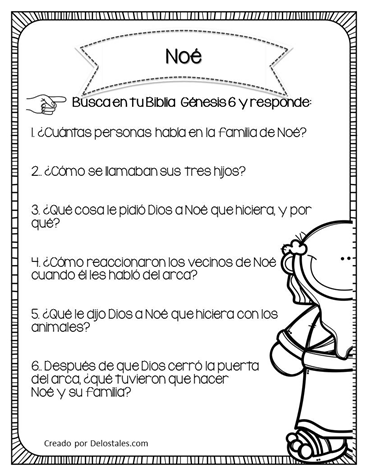 Noé
Busca en tu Biblia Génesis 6 y responde:
1. ¿Cuántas personas había en la familia de Noé?
2.. ¿Cómo se llamaban sus tres hijos?
3. ¿Qué cosa le pidió Dios a Noé que hiciera, y por
qué?
4. ¿Cómo reaccionaron los vecinos de Noé
cuando él les habló del arca?
5. ¿Qué le dijo Dios a Noé que hiciera con los
animales?
6. Después de que Dios cerró la puerta
del arca, ¿qué tuvieron que hacer
Noé y su familia?
Creado por Delostales.com